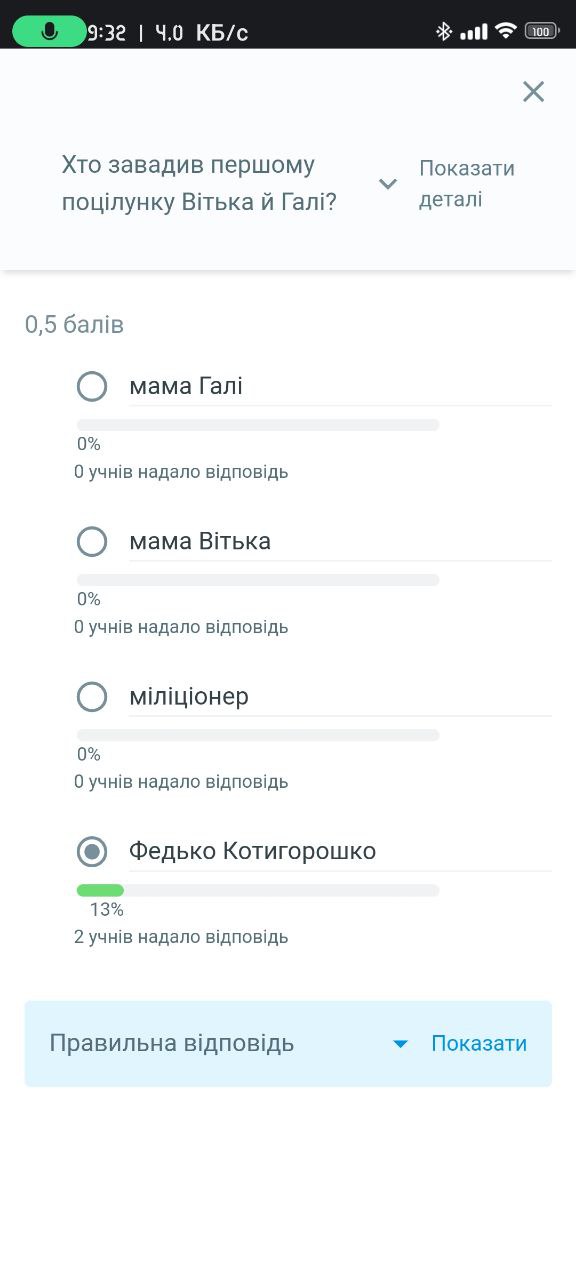 9:32 | 4,0 КБ/с
100
Хто завадив першому
поцілунку Вітька й Галі?
Показати
деталі
0,5 балів
мама Галі
0%
0 учнів надало відповідь
мама Вітька
0%
0 учнів надало відповідь
міліціонер
0%
0 учнів надало відповідь
Федько Котигорошко
13%
2 учнів надало відповідь
Правильна відповідь
Показати